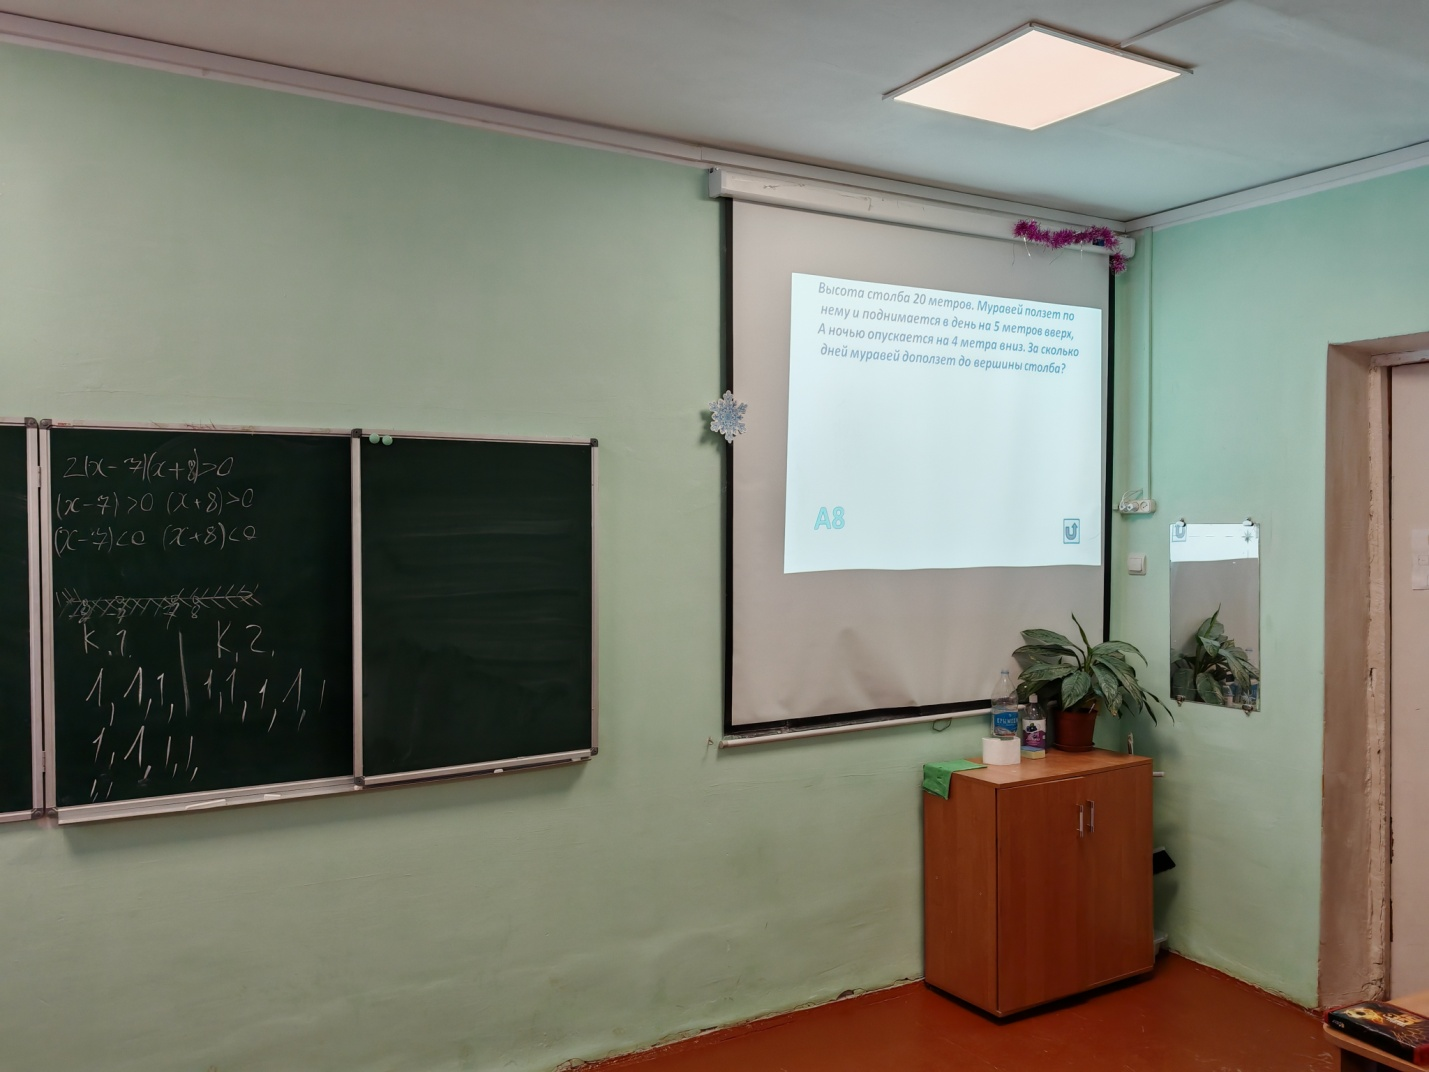 2(x-7)(x+8)>0
(x-7)>0 (x+8)>0
(x-7)<0 (x+8)<0
К.1. К.2.
Высота столба 20 метров. Муравей ползет по
нему и поднимается в день на 5 метров вверх,
А ночью опускается на 4 метра вниз. За сколько
дней муравей доползет до вершины столба?
А8